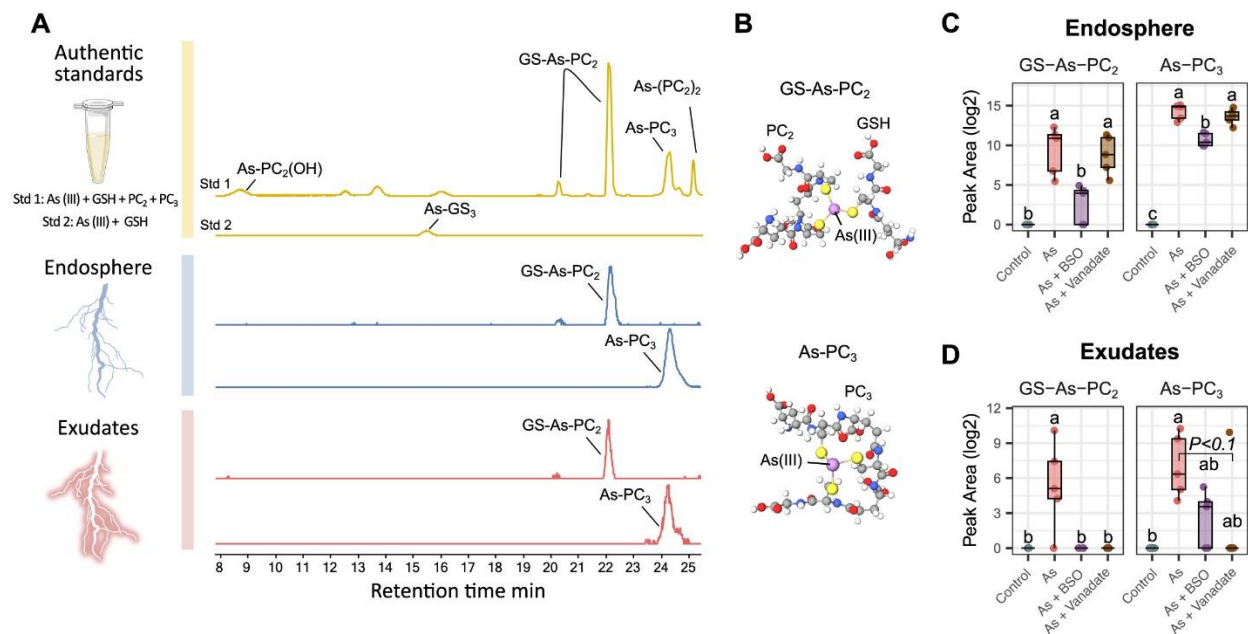 A
Authentic
standards
Std 1: As (III) + GSH + PC2 + PC3
Std 2: As (III) + GSH
GS-As-PC2
As-(PC2)2
As-PC3
As-PC2(OH)
Std 1
As-GS3
Std 2
Endosphere
GS-As-PC2
As-PC3
Exudates
GS-As-PC2
As-PC3
8 9 10 11 12 13 14 15 16 17 18 19 20 21 22 23 24 25
Retention time min
B
GS-As-PC2
PC2
GSH
As(III)
As-PC3
PC3
As(III)
C
Endosphere
GS–As–PC2
As–PC3
Peak Area (log2)
15
10
5
0
b
a
b
a
c
a
b
a
Control
As
As + BSO
As + Vanadate
Control
As
As + BSO
As + Vanadate
D
Exudates
GS–As–PC2
As–PC3
Peak Area (log2)
12
9
6
3
0
b
a
b
b
b
a
P<0.1
ab
ab
Control
As
As + BSO
As + Vanadate
Control
As
As + BSO
As + Vanadate